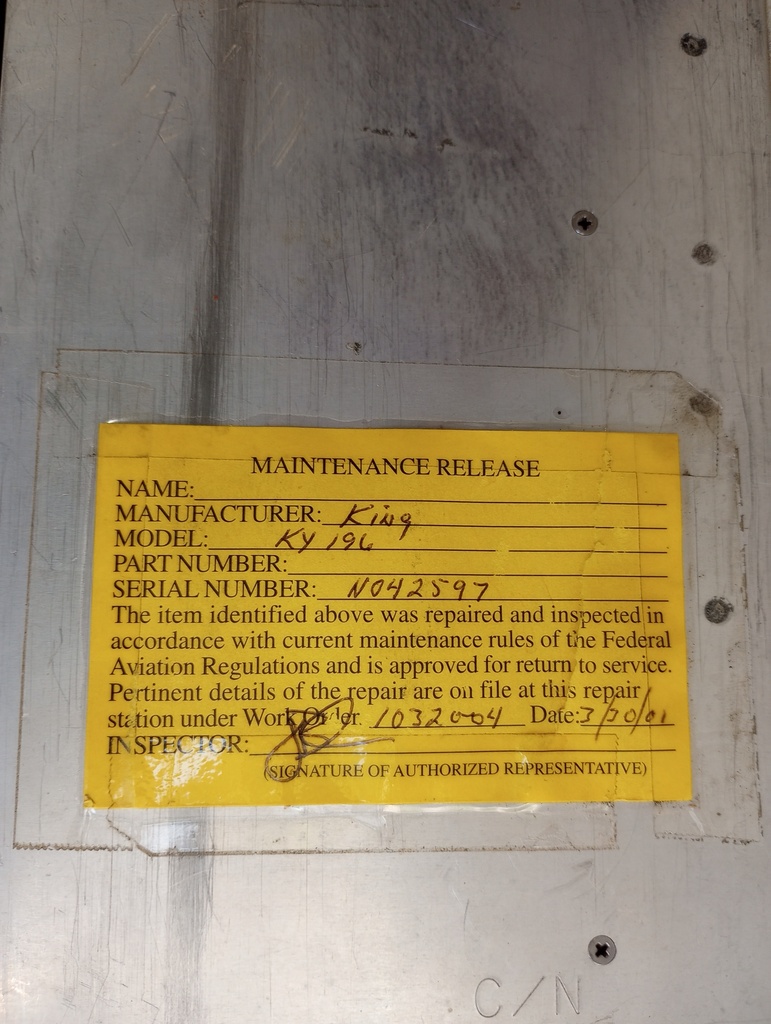 MAINTENANCE RELEASE
NAME:
MANUFACTURER: King
MODEL: KY 196
PART NUMBER:
SERIAL NUMBER: N042597
The item identified above was repaired and inspected in
accordance with current maintenance rules of the Federal
Aviation Regulations and is approved for return to service.
Pertinent details of the repair are on file at this repair
station under Work Order. 1032004 Date: 3/30/01
INSPECTOR:
(SIGNATURE OF AUTHORIZED REPRESENTATIVE)
C/N